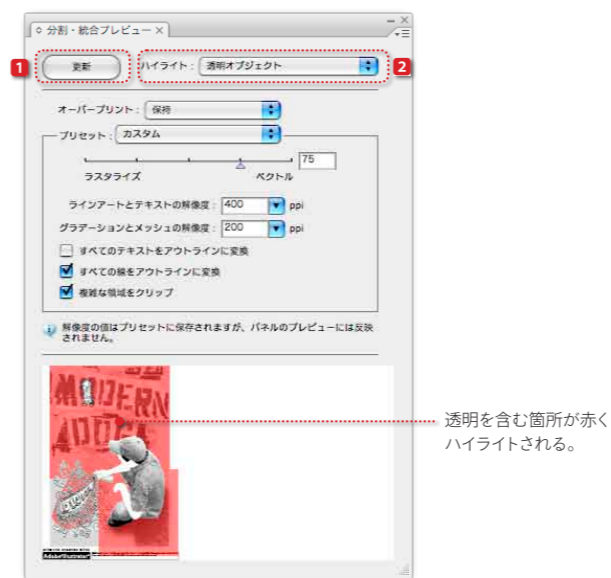 分割・統合プレビュー ×
1
更新
ハイライト： 透明オブジェクト
2
オーバープリント： 保持
プリセット： カスタム
75
ラスタライズ
ベクトル
ラインアートとテキストの解像度： 400 ppi
グラデーションとメッシュの解像度： 200 ppi
すべてのテキストをアウトラインに変換
すべての線をアウトラインに変換
複雑な領域をクリップ
解像度の値はプリセットに保存されますが、パネルのプレビューには反映
されません。
MODERN
透明を含む箇所が赤く
ハイライトされる。
Adobe Illustrator